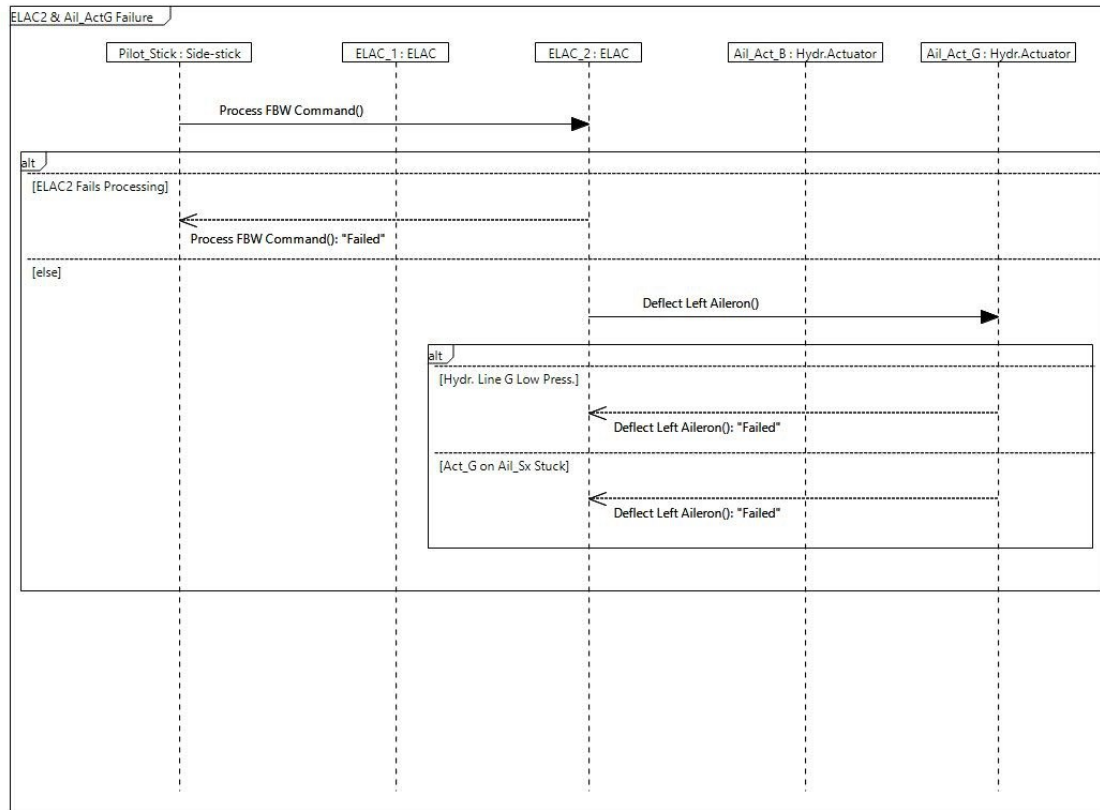 ELAC2 & Ail_ActG Failure
Pilot_Stick : Side-stick
ELAC_1 : ELAC
ELAC_2 : ELAC
Ail_Act_B : Hydr.Actuator
Ail_Act_G : Hydr.Actuator
Process FBW Command()
alt
[ELAC2 Fails Processing]
Process FBW Command(): "Failed"
[else]
Deflect Left Aileron()
alt
[Hydr. Line G Low Press.]
Deflect Left Aileron(): "Failed"
[Act_G on Ail_Sx Stuck]
Deflect Left Aileron(): "Failed"